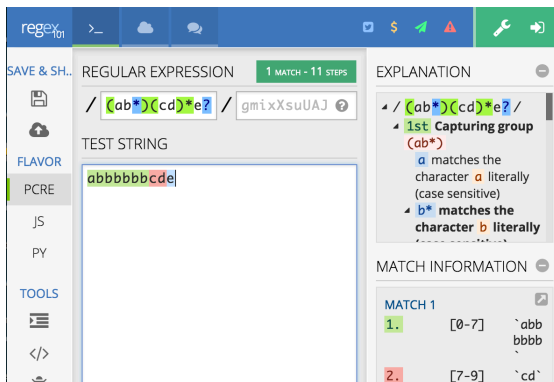 regex101
SAVE & SH..
FLAVOR
PCRE
JS
PY
TOOLS
REGULAR EXPRESSION
1 MATCH - 11 STEPS
/ (ab*)(cd)*e? / gmixXsuUAJ
TEST STRING
abbbbbbcde
EXPLANATION
/ (ab*)(cd)*e? /
1st Capturing group
(ab*)
a matches the
character a literally
(case sensitive)
b* matches the
character b literally
(case sensitive)
MATCH INFORMATION
MATCH 1
1. [0-7] `abb
bbbb
`
2. [7-9] `cd`